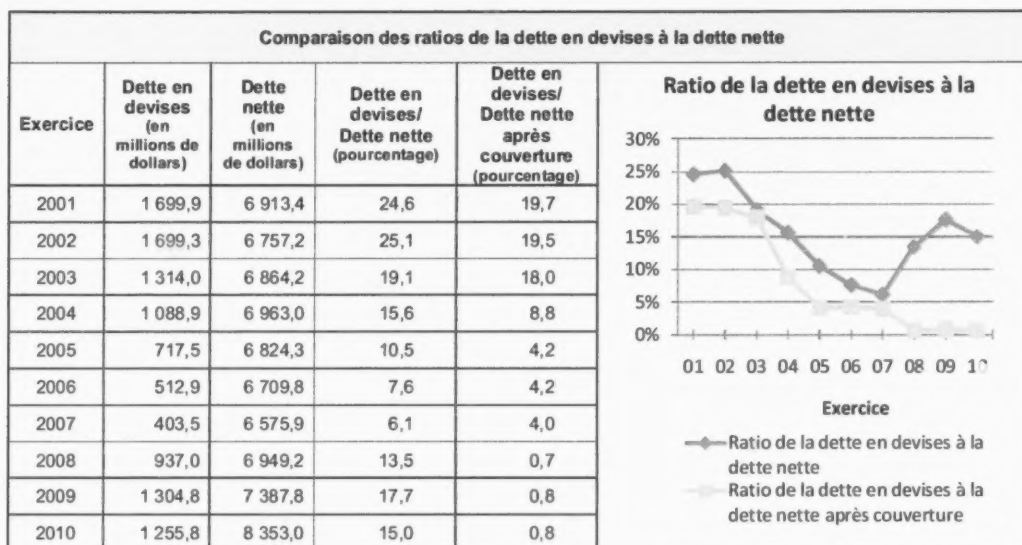 Comparaison des ratios de la dette en devises à la dette nette
Exercice
Dette en
devises
(en
millions de
dollars)
Dette
nette
(en
millions
de dollars)
Dette en
devises/
Dette nette
(pourcentage)
Dette en
devises/
Dette nette
après
couverture
(pourcentage)
2001 1 699,9 6 913,4 24,6 19,7
2002 1 699,3 6 757,2 25,1 19,5
2003 1 314,0 6 864,2 19,1 18,0
2004 1 088,9 6 963,0 15,6 8,8
2005 717,5 6 824,3 10,5 4,2
2006 512,9 6 709,8 7,6 4,2
2007 403,5 6 575,9 6,1 4,0
2008 937,0 6 949,2 13,5 0,7
2009 1 304,8 7 387,8 17,7 0,8
2010 1 255,8 8 353,0 15,0 0,8
Ratio de la dette en devises à la
dette nette
30%
25%
20%
15%
10%
5%
0%
01 02 03 04 05 06 07 08 09 10
Exercice
Ratio de la dette en devises à la
dette nette
Ratio de la dette en devises à la
dette nette après couverture